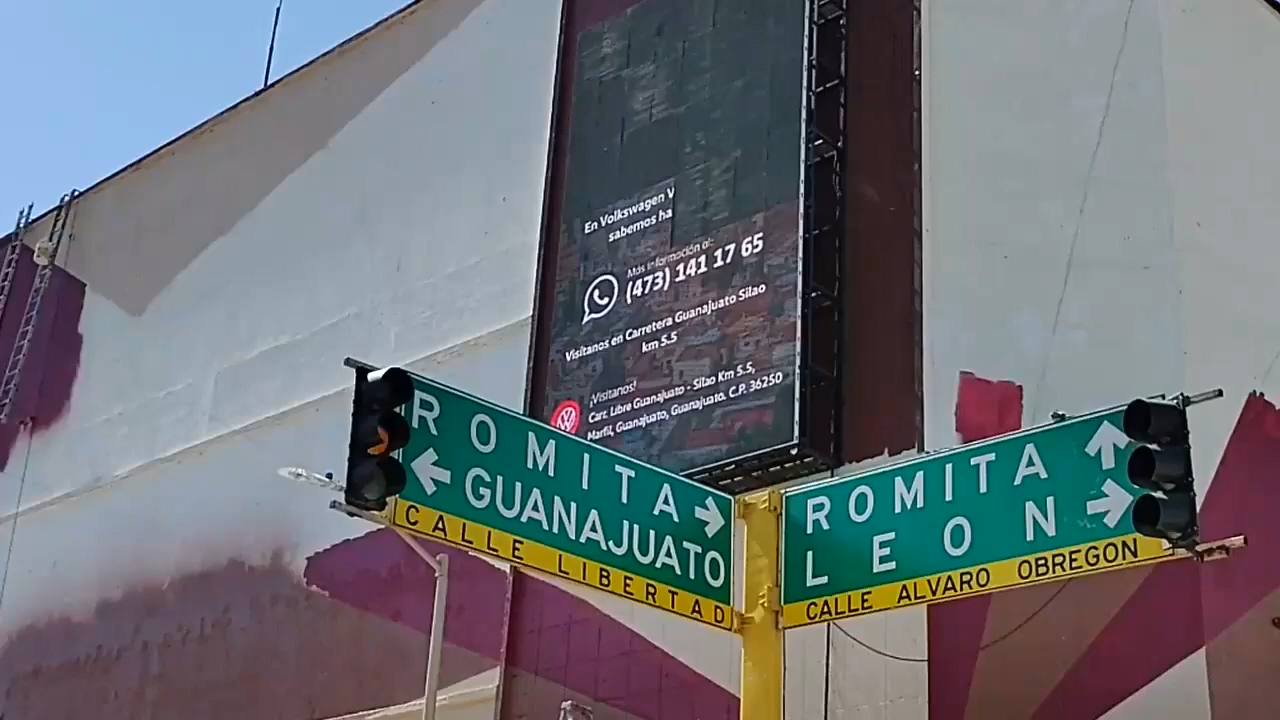 En Volkswagen V
sabemos ha
Más información al:
(473) 141 17 65
Visítanos en Carretera Guanajuato Silao
km 5.5
¡Visítanos!
Carr. Libre Guanajuato - Silao Km 5.5,
Marfil, Guanajuato, Guanajuato. C.P. 36250
ROMITA
GUANAJUATO
CALLE LIBERTAD
ROMITA
LEON
CALLE ALVARO OBREGON